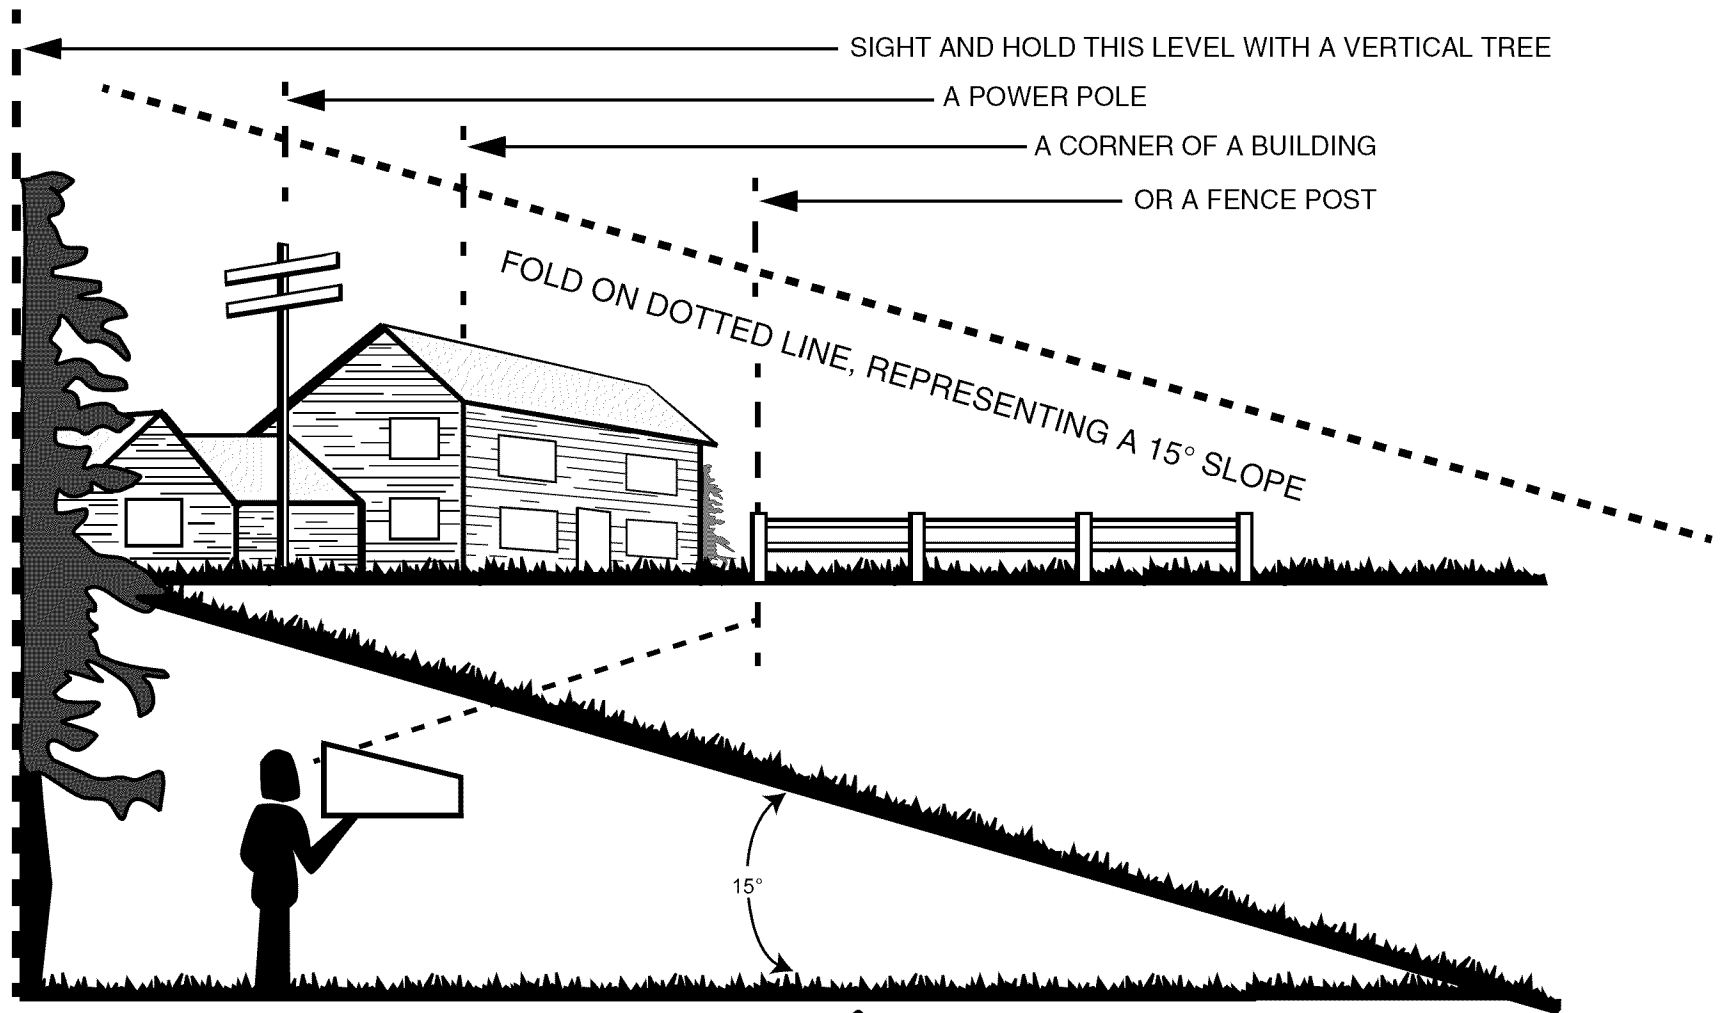 SIGHT AND HOLD THIS LEVEL WITH A VERTICAL TREE
A POWER POLE
A CORNER OF A BUILDING
OR A FENCE POST
FOLD ON DOTTED LINE, REPRESENTING A 15° SLOPE
15°